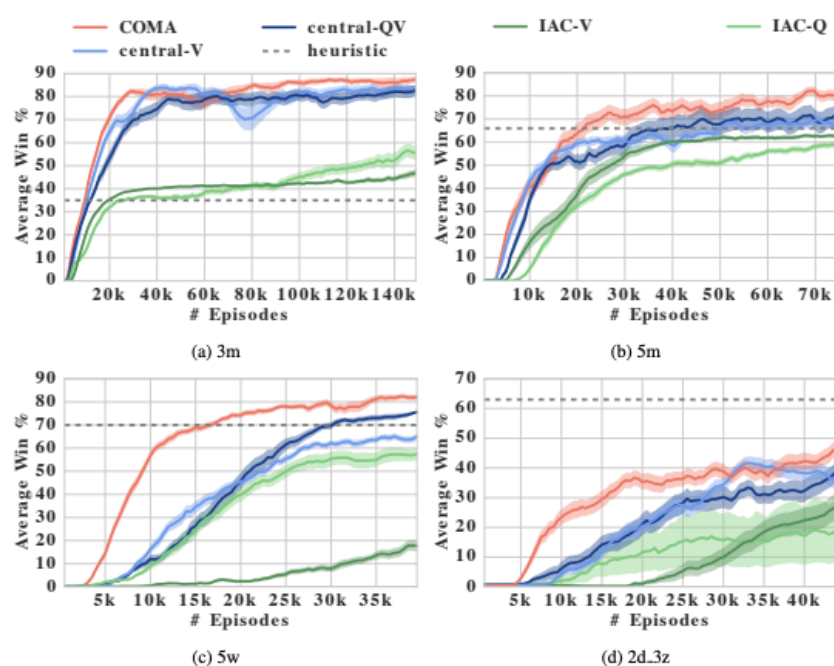 COMA central-QV IAC-V IAC-Q
central-V heuristic
90
80
70
60
50
40
30
20
10
0
Average Win %
20k 40k 60k 80k 100k 120k 140k
# Episodes
(a) 3m
90
80
70
60
50
40
30
20
10
0
Average Win %
10k 20k 30k 40k 50k 60k 70k
# Episodes
(b) 5m
90
80
70
60
50
40
30
20
10
0
Average Win %
5k 10k 15k 20k 25k 30k 35k
# Episodes
(c) 5w
70
60
50
40
30
20
10
0
Average Win %
5k 10k 15k 20k 25k 30k 35k 40k
# Episodes
(d) 2d_3z